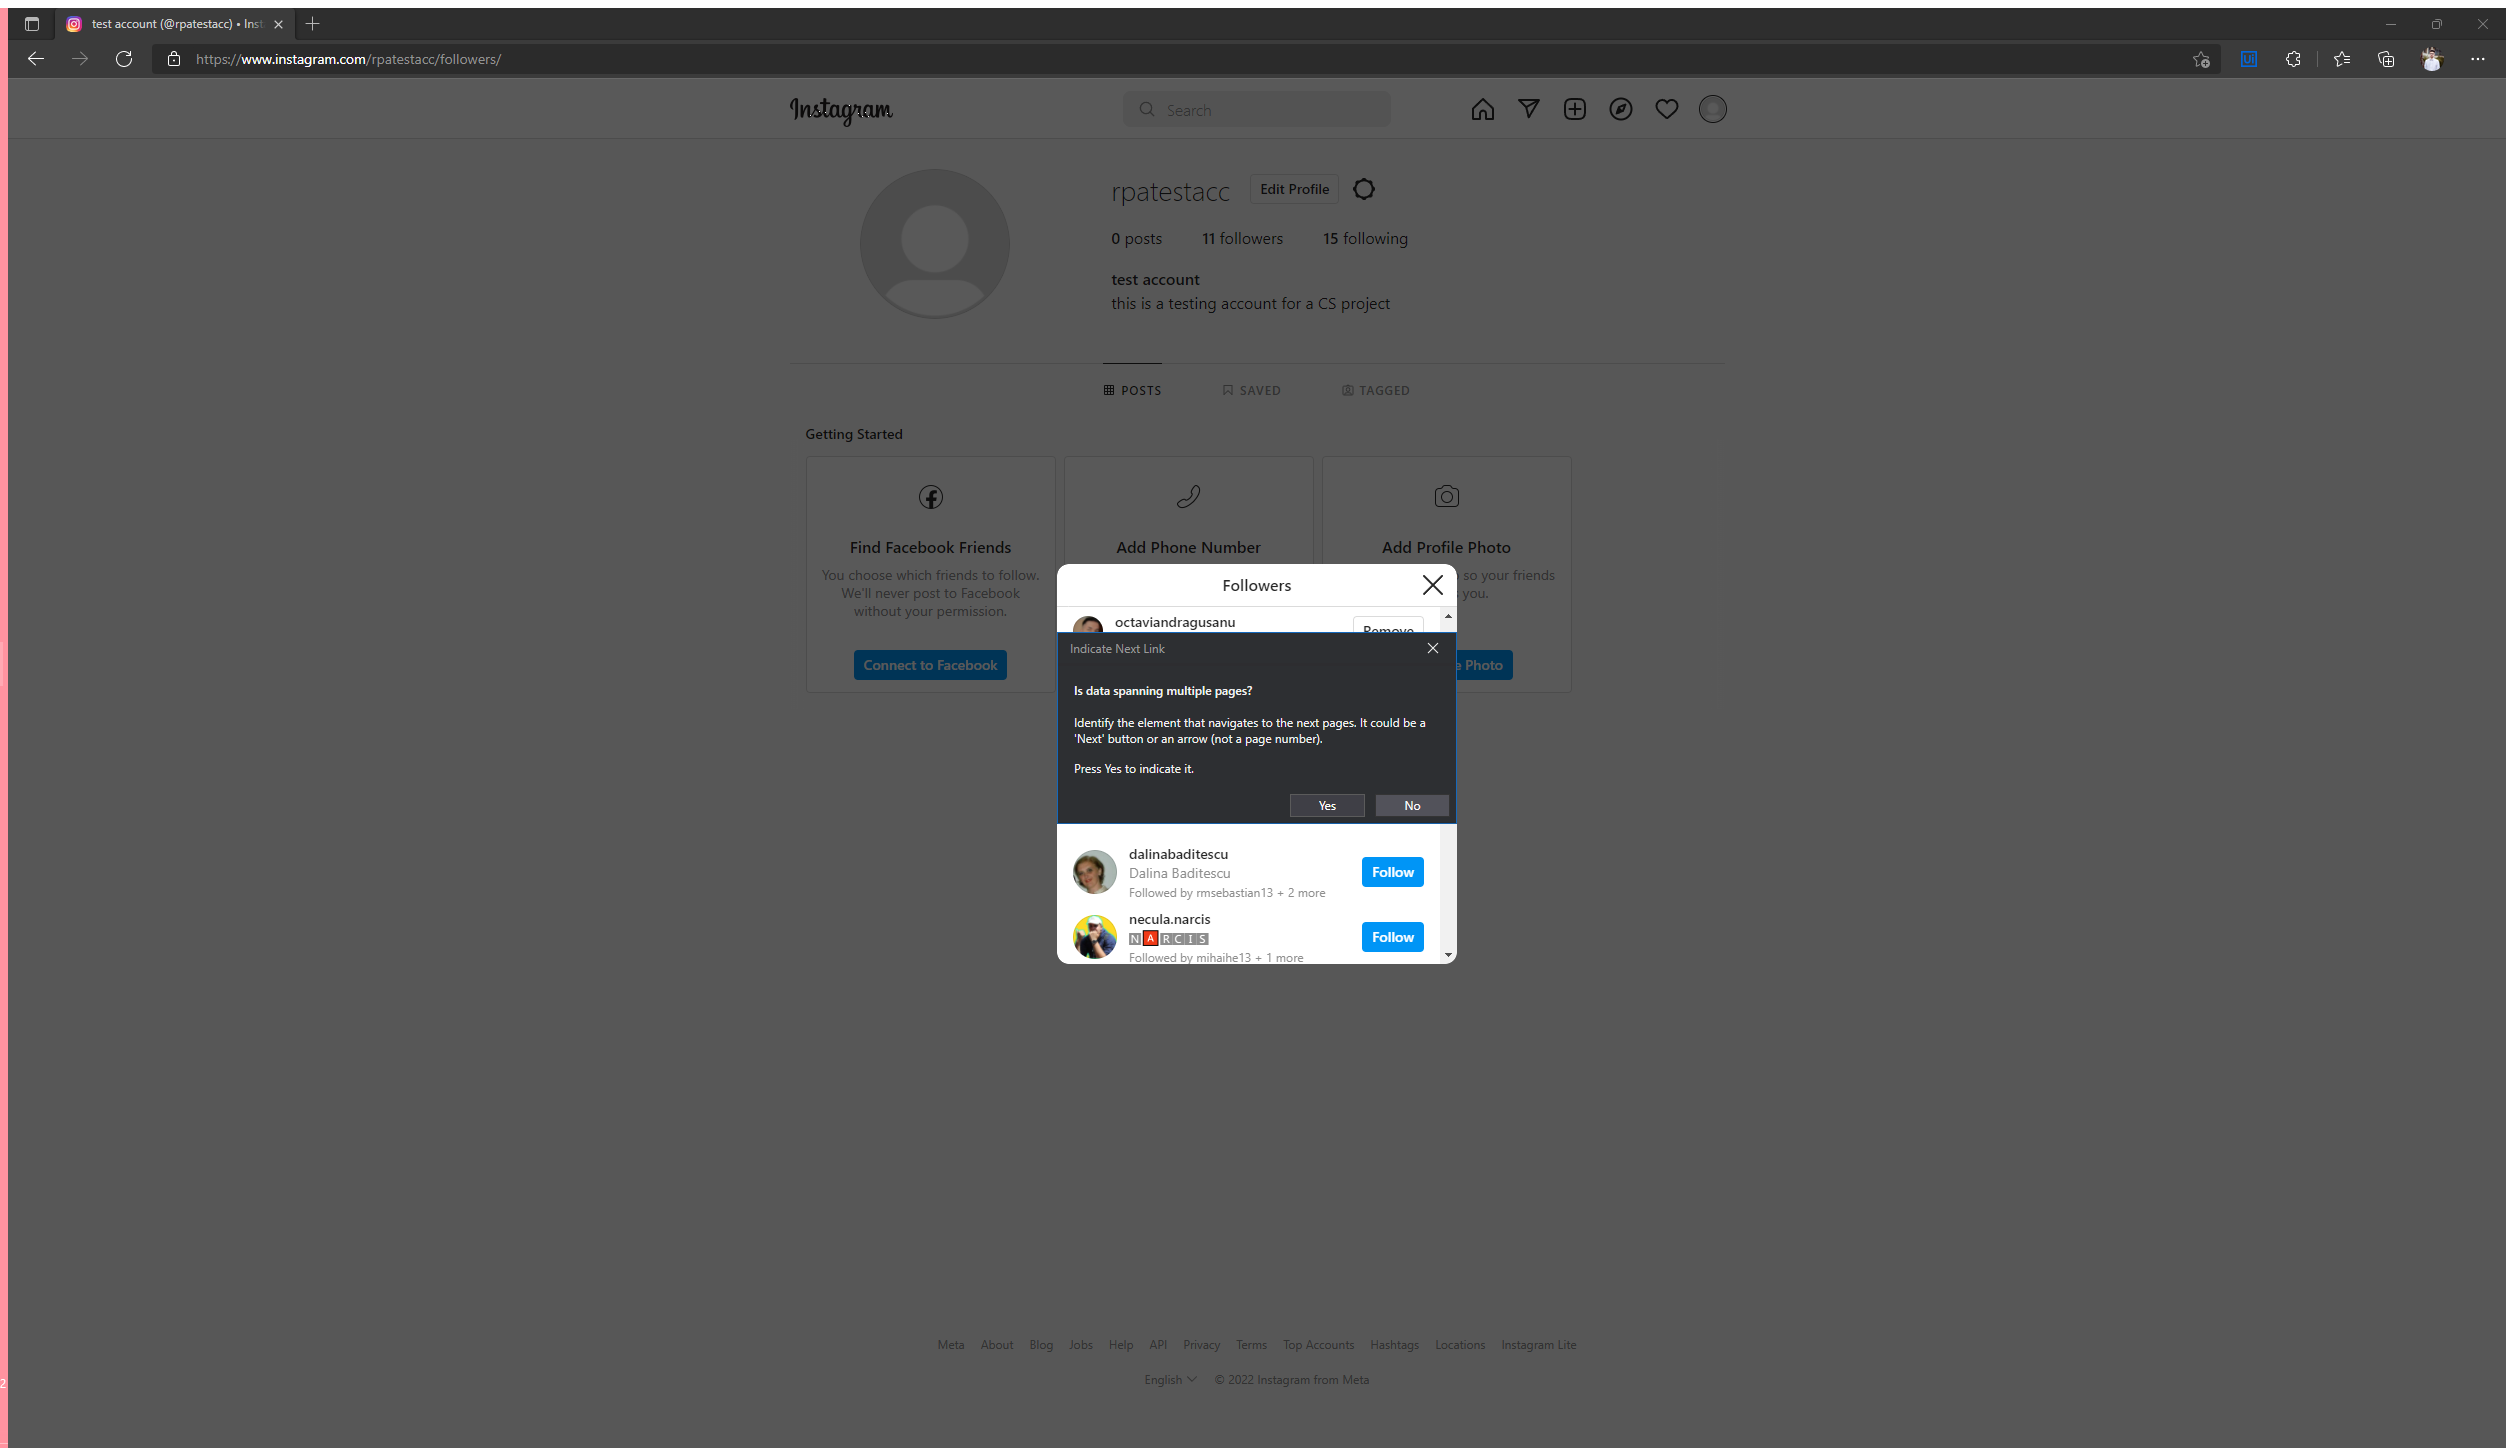 test account (@rpatestacc) • Inst
https://www.instagram.com/rpatestacc/followers/
Instagram
Search
rpatestacc
Edit Profile
0 posts 11 followers 15 following
test account
this is a testing account for a CS project
POSTS SAVED TAGGED
Getting Started
Find Facebook Friends
You choose which friends to follow.
We'll never post to Facebook
without your permission.
Connect to Facebook
Add Phone Number
Add Profile Photo
so your friends
you.
Photo
Followers
octaviandragusanu
Remove
Indicate Next Link
Is data spanning multiple pages?
Identify the element that navigates to the next pages. It could be a
'Next' button or an arrow (not a page number).
Press Yes to indicate it.
Yes No
dalinabaditescu
Dalina Baditescu
Followed by rmsebastian13 + 2 more
Follow
necula.narcis
🄽🅰🅁🄲🄸🅂
Followed by mihaihe13 + 1 more
Follow
Meta About Blog Jobs Help API Privacy Terms Top Accounts Hashtags Locations Instagram Lite
English © 2022 Instagram from Meta
2